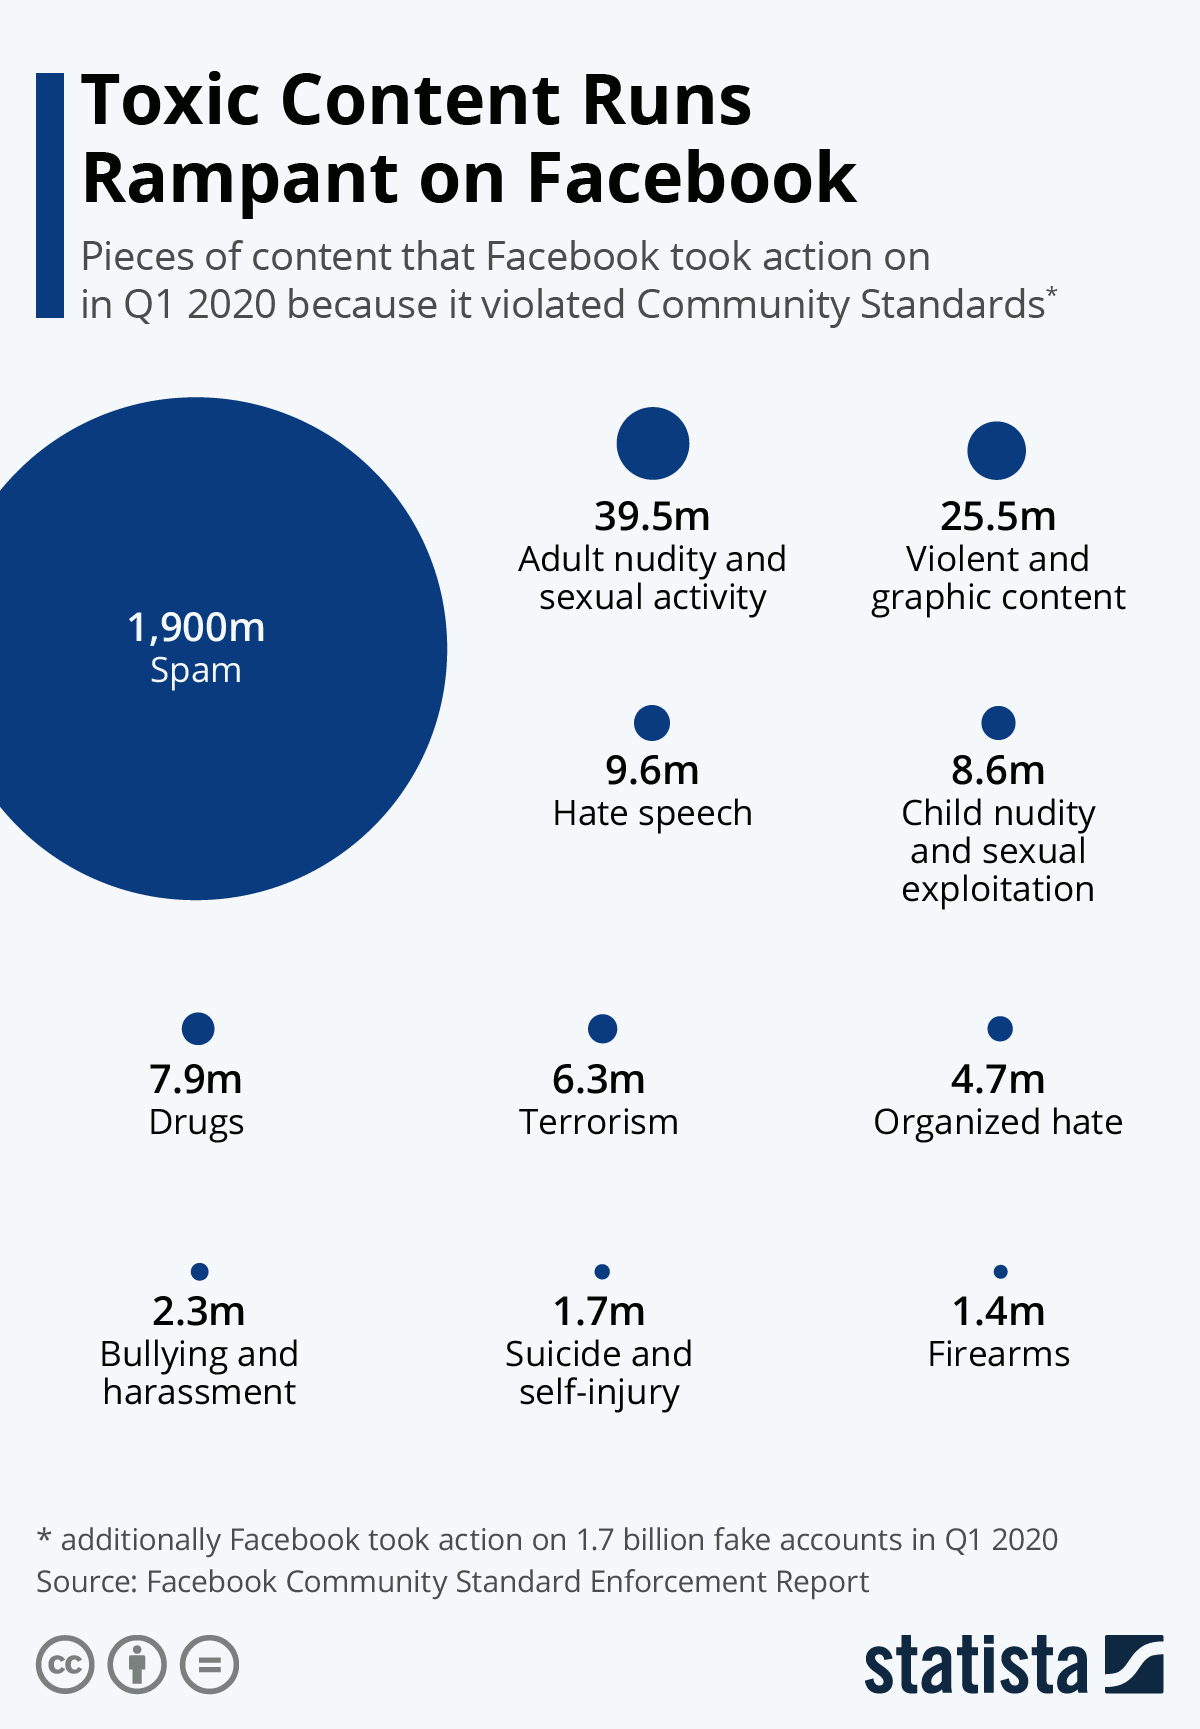 Toxic Content Runs
Rampant on Facebook
Pieces of content that Facebook took action on
in Q1 2020 because it violated Community Standards*
1,900m
Spam
39.5m
Adult nudity and
sexual activity
25.5m
Violent and
graphic content
9.6m
Hate speech
8.6m
Child nudity
and sexual
exploitation
7.9m
Drugs
6.3m
Terrorism
4.7m
Organized hate
2.3m
Bullying and
harassment
1.7m
Suicide and
self-injury
1.4m
Firearms
* additionally Facebook took action on 1.7 billion fake accounts in Q1 2020
Source: Facebook Community Standard Enforcement Report
cc
statista